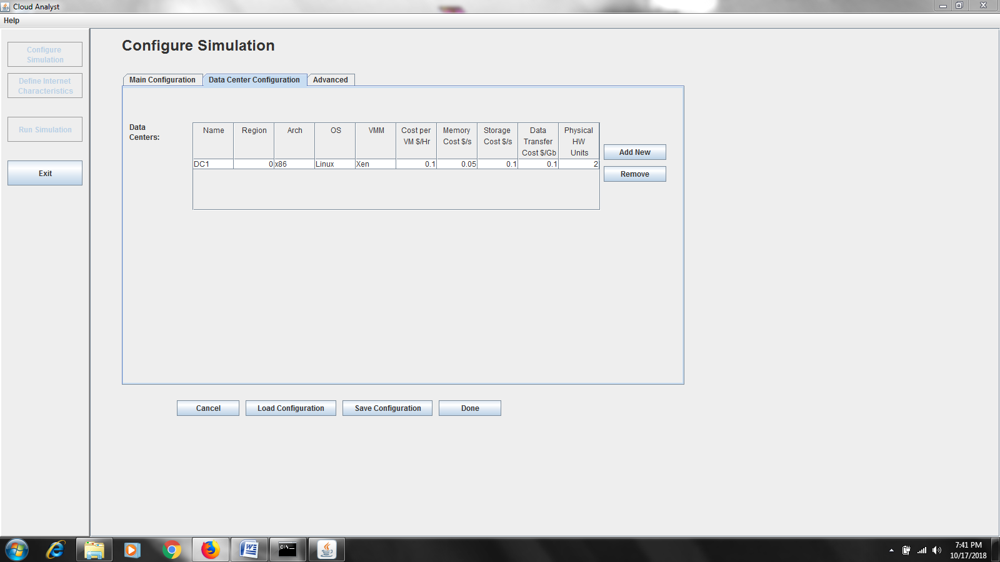 Cloud Analyst
Help
Configure
Simulation
Define Internet
Characteristics
Run Simulation
Exit
Configure Simulation
Main Configuration
Data Center Configuration
Advanced
Data
Centers:
Name
Region
Arch
OS
VMM
Cost per
VM $/Hr
Memory
Cost $/s
Storage
Cost $/s
Data
Transfer
Cost $/Gb
Physical
HW
Units
DC1 0 x86 Linux Xen 0.1 0.05 0.1 0.1 2
Add New
Remove
Cancel
Load Configuration
Save Configuration
Done
C:\
7:41 PM
10/17/2018